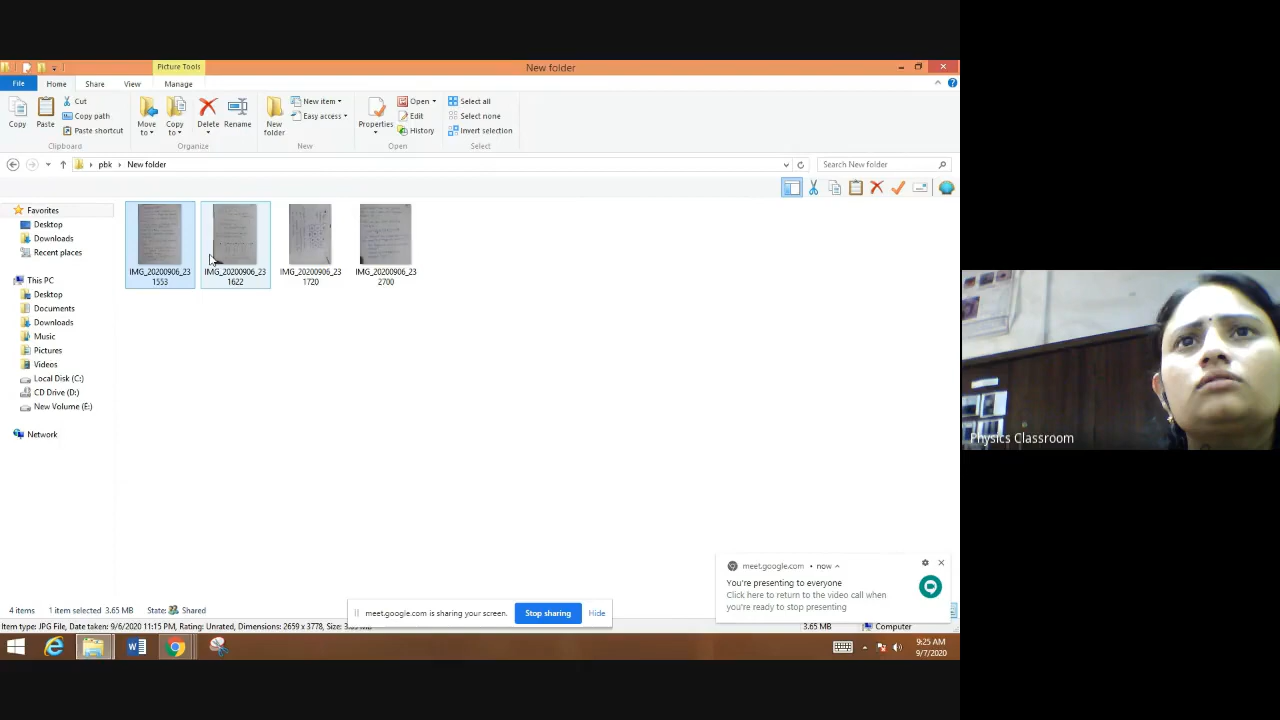 Picture Tools
New folder
File
Home
Share
View
Manage
Copy
Paste
Cut
Copy path
Paste shortcut
Clipboard
Move to
Copy to
Delete
Rename
Organize
New folder
New item
Easy access
New
Properties
Open
Edit
History
Open
Select all
Select none
Invert selection
Select
pbk
New folder
Search New folder
Favorites
Desktop
Downloads
Recent places
This PC
Desktop
Documents
Downloads
Music
Pictures
Videos
Local Disk (C:)
CD Drive (D:)
New Volume (E:)
Network
IMG_20200906_23
1553
IMG_20200906_23
1622
IMG_20200906_23
1720
IMG_20200906_23
2700
Physics Classroom
meet.google.com • now
You're presenting to everyone
Click here to return to the video call when
you're ready to stop presenting
4 items 1 item selected 3.65 MB State: Shared
meet.google.com is sharing your screen.
Stop sharing
Hide
Item type: JPG File, Date taken: 9/6/2020 11:15 PM, Rating: Unrated, Dimensions: 2659 x 3778, Size:
3.65 MB
Computer
9:25 AM
9/7/2020